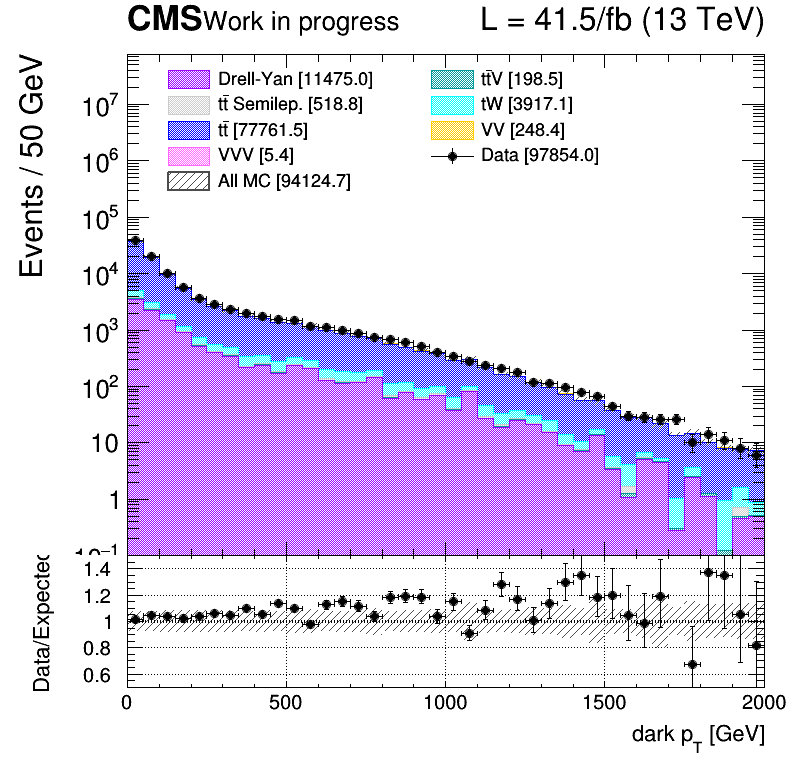 CMS Work in progress L = 41.5/fb (13 TeV)
Events / 50 GeV
Drell-Yan [11475.0]
tt̄ Semilep. [518.8]
tt̄ [77761.5]
VVV [5.4]
All MC [94124.7]
tt̄V [198.5]
tW [3917.1]
VV [248.4]
Data [97854.0]
10⁷
10⁶
10⁵
10⁴
10³
10²
10
1
10⁻¹
Data/Expected
1.4
1.2
1
0.8
0.6
0 500 1000 1500 2000
dark p_T [GeV]